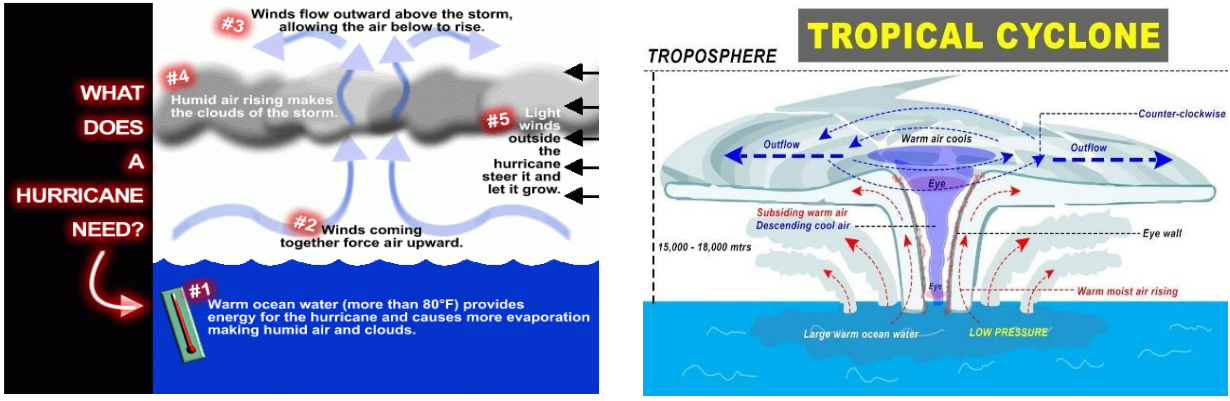 WHAT
DOES
A
HURRICANE
NEED?
#3
Winds flow outward above the storm,
allowing the air below to rise.
#4
Humid air rising makes
the clouds of the storm.
#5
Light
winds
outside
the
hurricane
steer it and
let it grow.
#2
Winds coming
together force air upward.
#1
Warm ocean water (more than 80°F) provides
energy for the hurricane and causes more evaporation
making humid air and clouds.
TROPICAL CYCLONE
TROPOSPHERE
Counter-clockwise
Outflow
Warm air cools
Outflow
Eye
Subsiding warm air
Descending cool air
Eye wall
15,000 - 18,000 mtrs
Eye
Warm moist air rising
Large warm ocean water
LOW PRESSURE